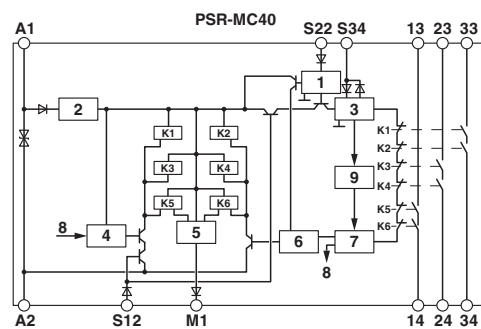 PSR-MC40
A1 S22 S34 13 23 33
1
2 3
K1 K2 K1
K2
K3 K4 9 K3
K4
K5 K6 K5
8 4 5 6 7 K6
8
A2 S12 M1 14 24 34